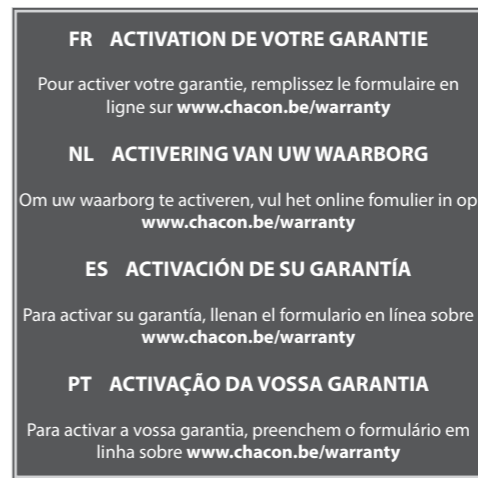 FR ACTIVATION DE VOTRE GARANTIE
Pour activer votre garantie, remplissez le formulaire en
ligne sur www.chacon.be/warranty
NL ACTIVERING VAN UW WAARBORG
Om uw waarborg te activeren, vul het online fomulier in op
www.chacon.be/warranty
ES ACTIVACIÓN DE SU GARANTÍA
Para activar su garantía, llenan el formulario en línea sobre
www.chacon.be/warranty
PT ACTIVAÇÃO DA VOSSA GARANTIA
Para activar a vossa garantia, preenchem o formulário em
linha sobre www.chacon.be/warranty